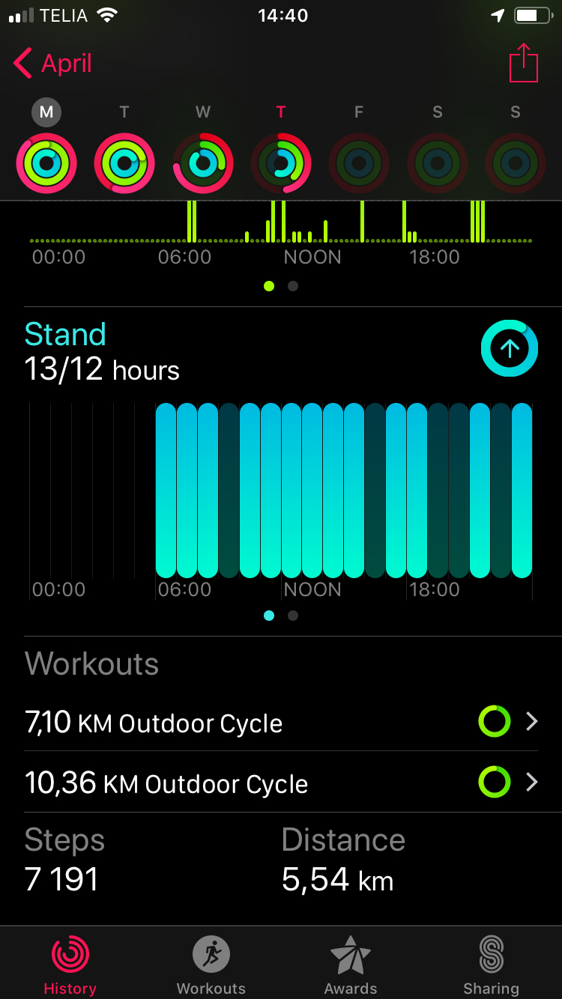 TELIA 14:40
April
M T W T F S S
00:00 06:00 NOON 18:00
Stand
13/12 hours
00:00 06:00 NOON 18:00
Workouts
7,10 KM Outdoor Cycle
10,36 KM Outdoor Cycle
Steps Distance
7 191 5,54 km
History Workouts Awards Sharing